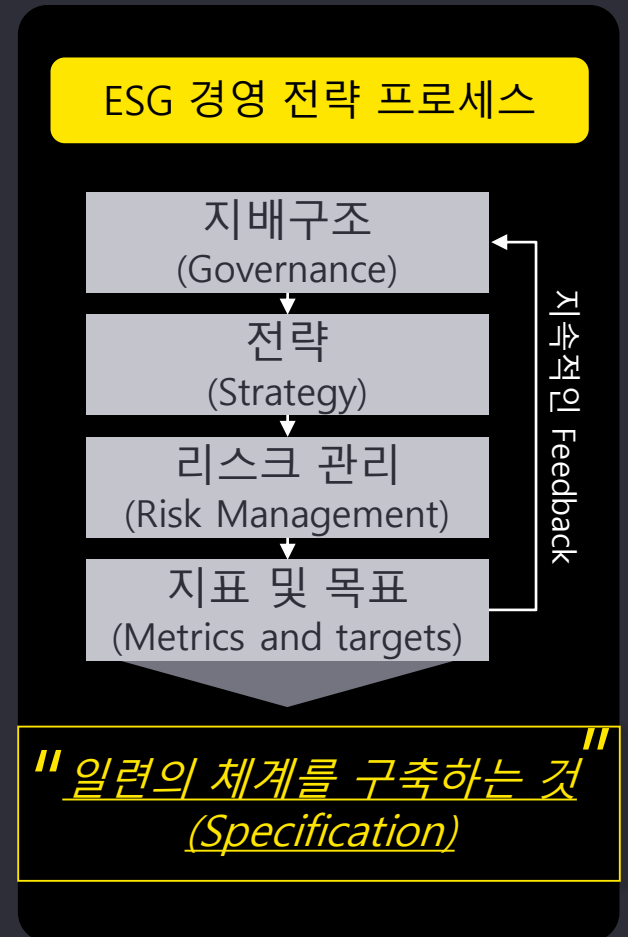 ESG 경영 전략 프로세스
지배구조
(Governance)
전략
(Strategy)
리스크 관리
(Risk Management)
지표 및 목표
(Metrics and targets)
지속적인 Feedback
"일련의 체계를 구축하는 것"
(Specification)